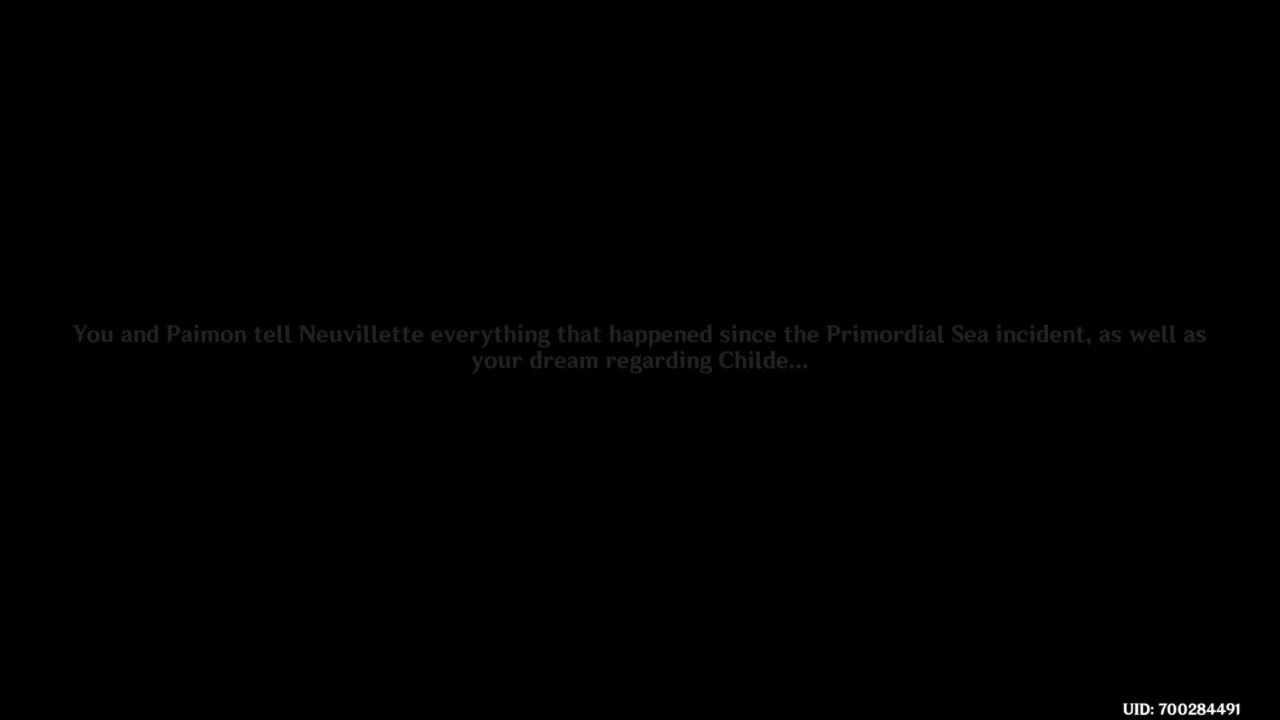 You and Paimon tell Neuvillette everything that happened since the Primordial Sea incident, as well as
your dream regarding Childe...
UID: 700284491